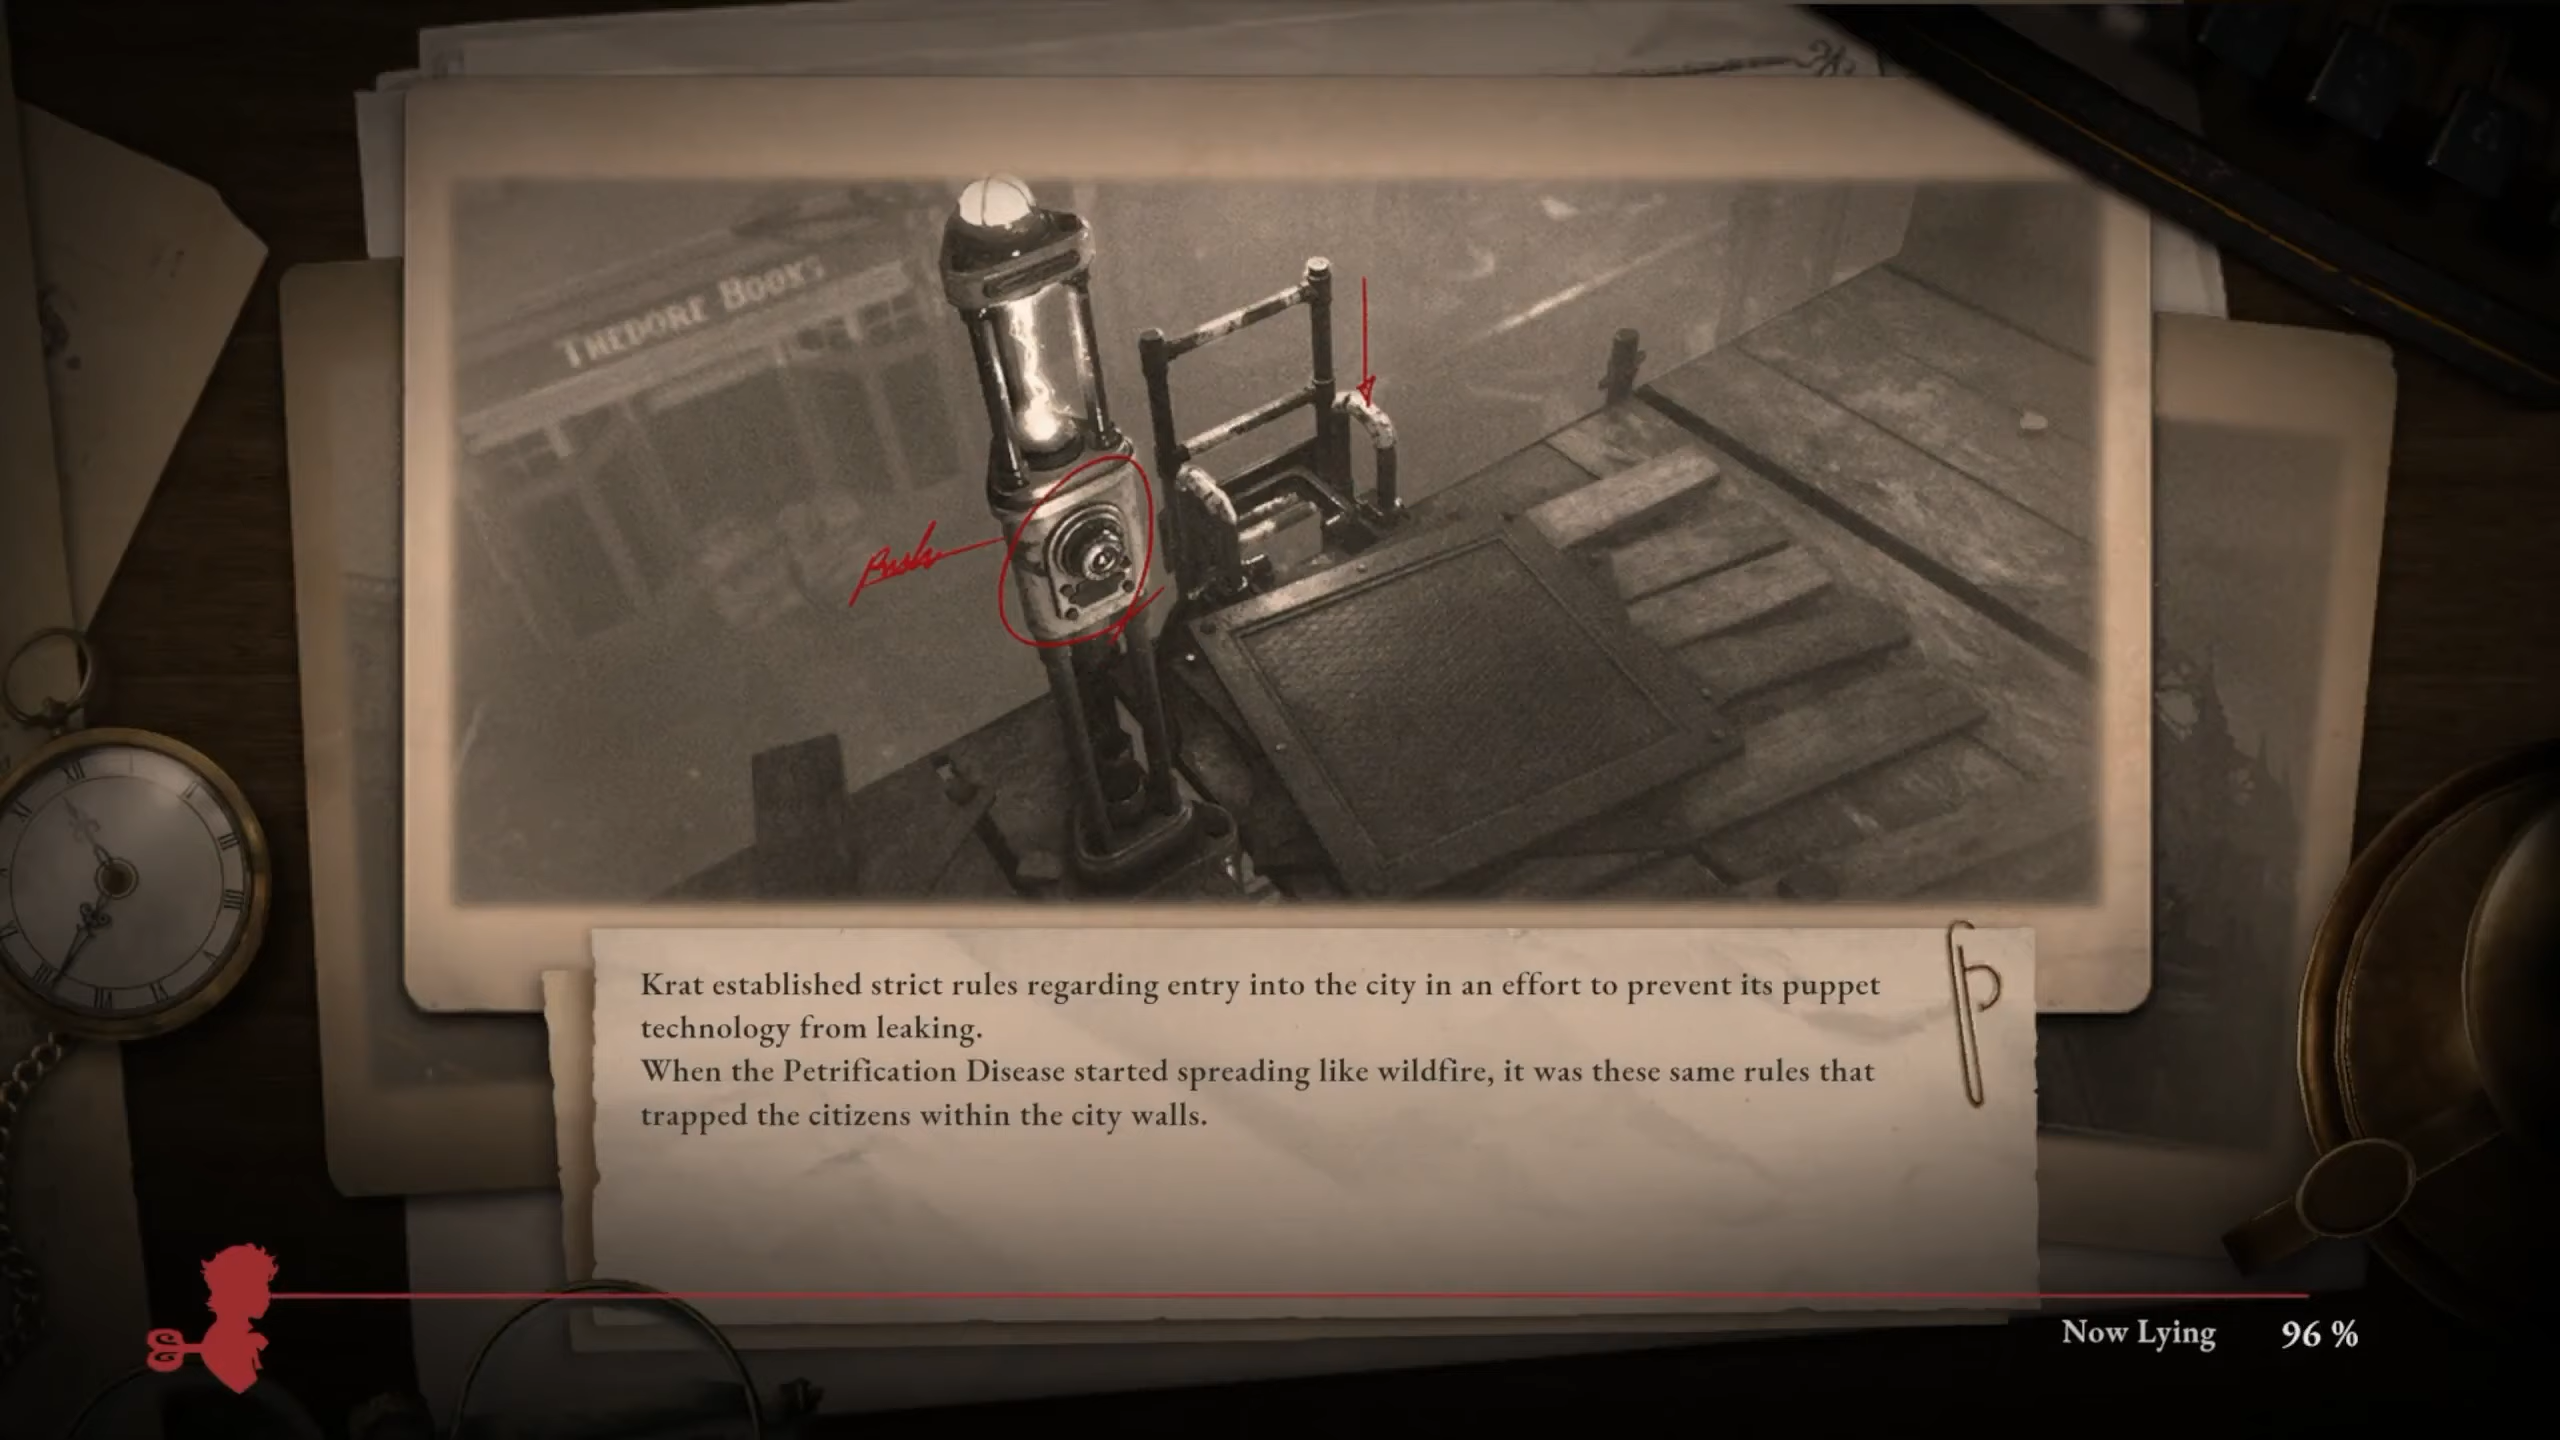 THEDORE BOOKS
Push
Krat established strict rules regarding entry into the city in an effort to prevent its puppet
technology from leaking.
When the Petrification Disease started spreading like wildfire, it was these same rules that
trapped the citizens within the city walls.
Now Lying 96 %